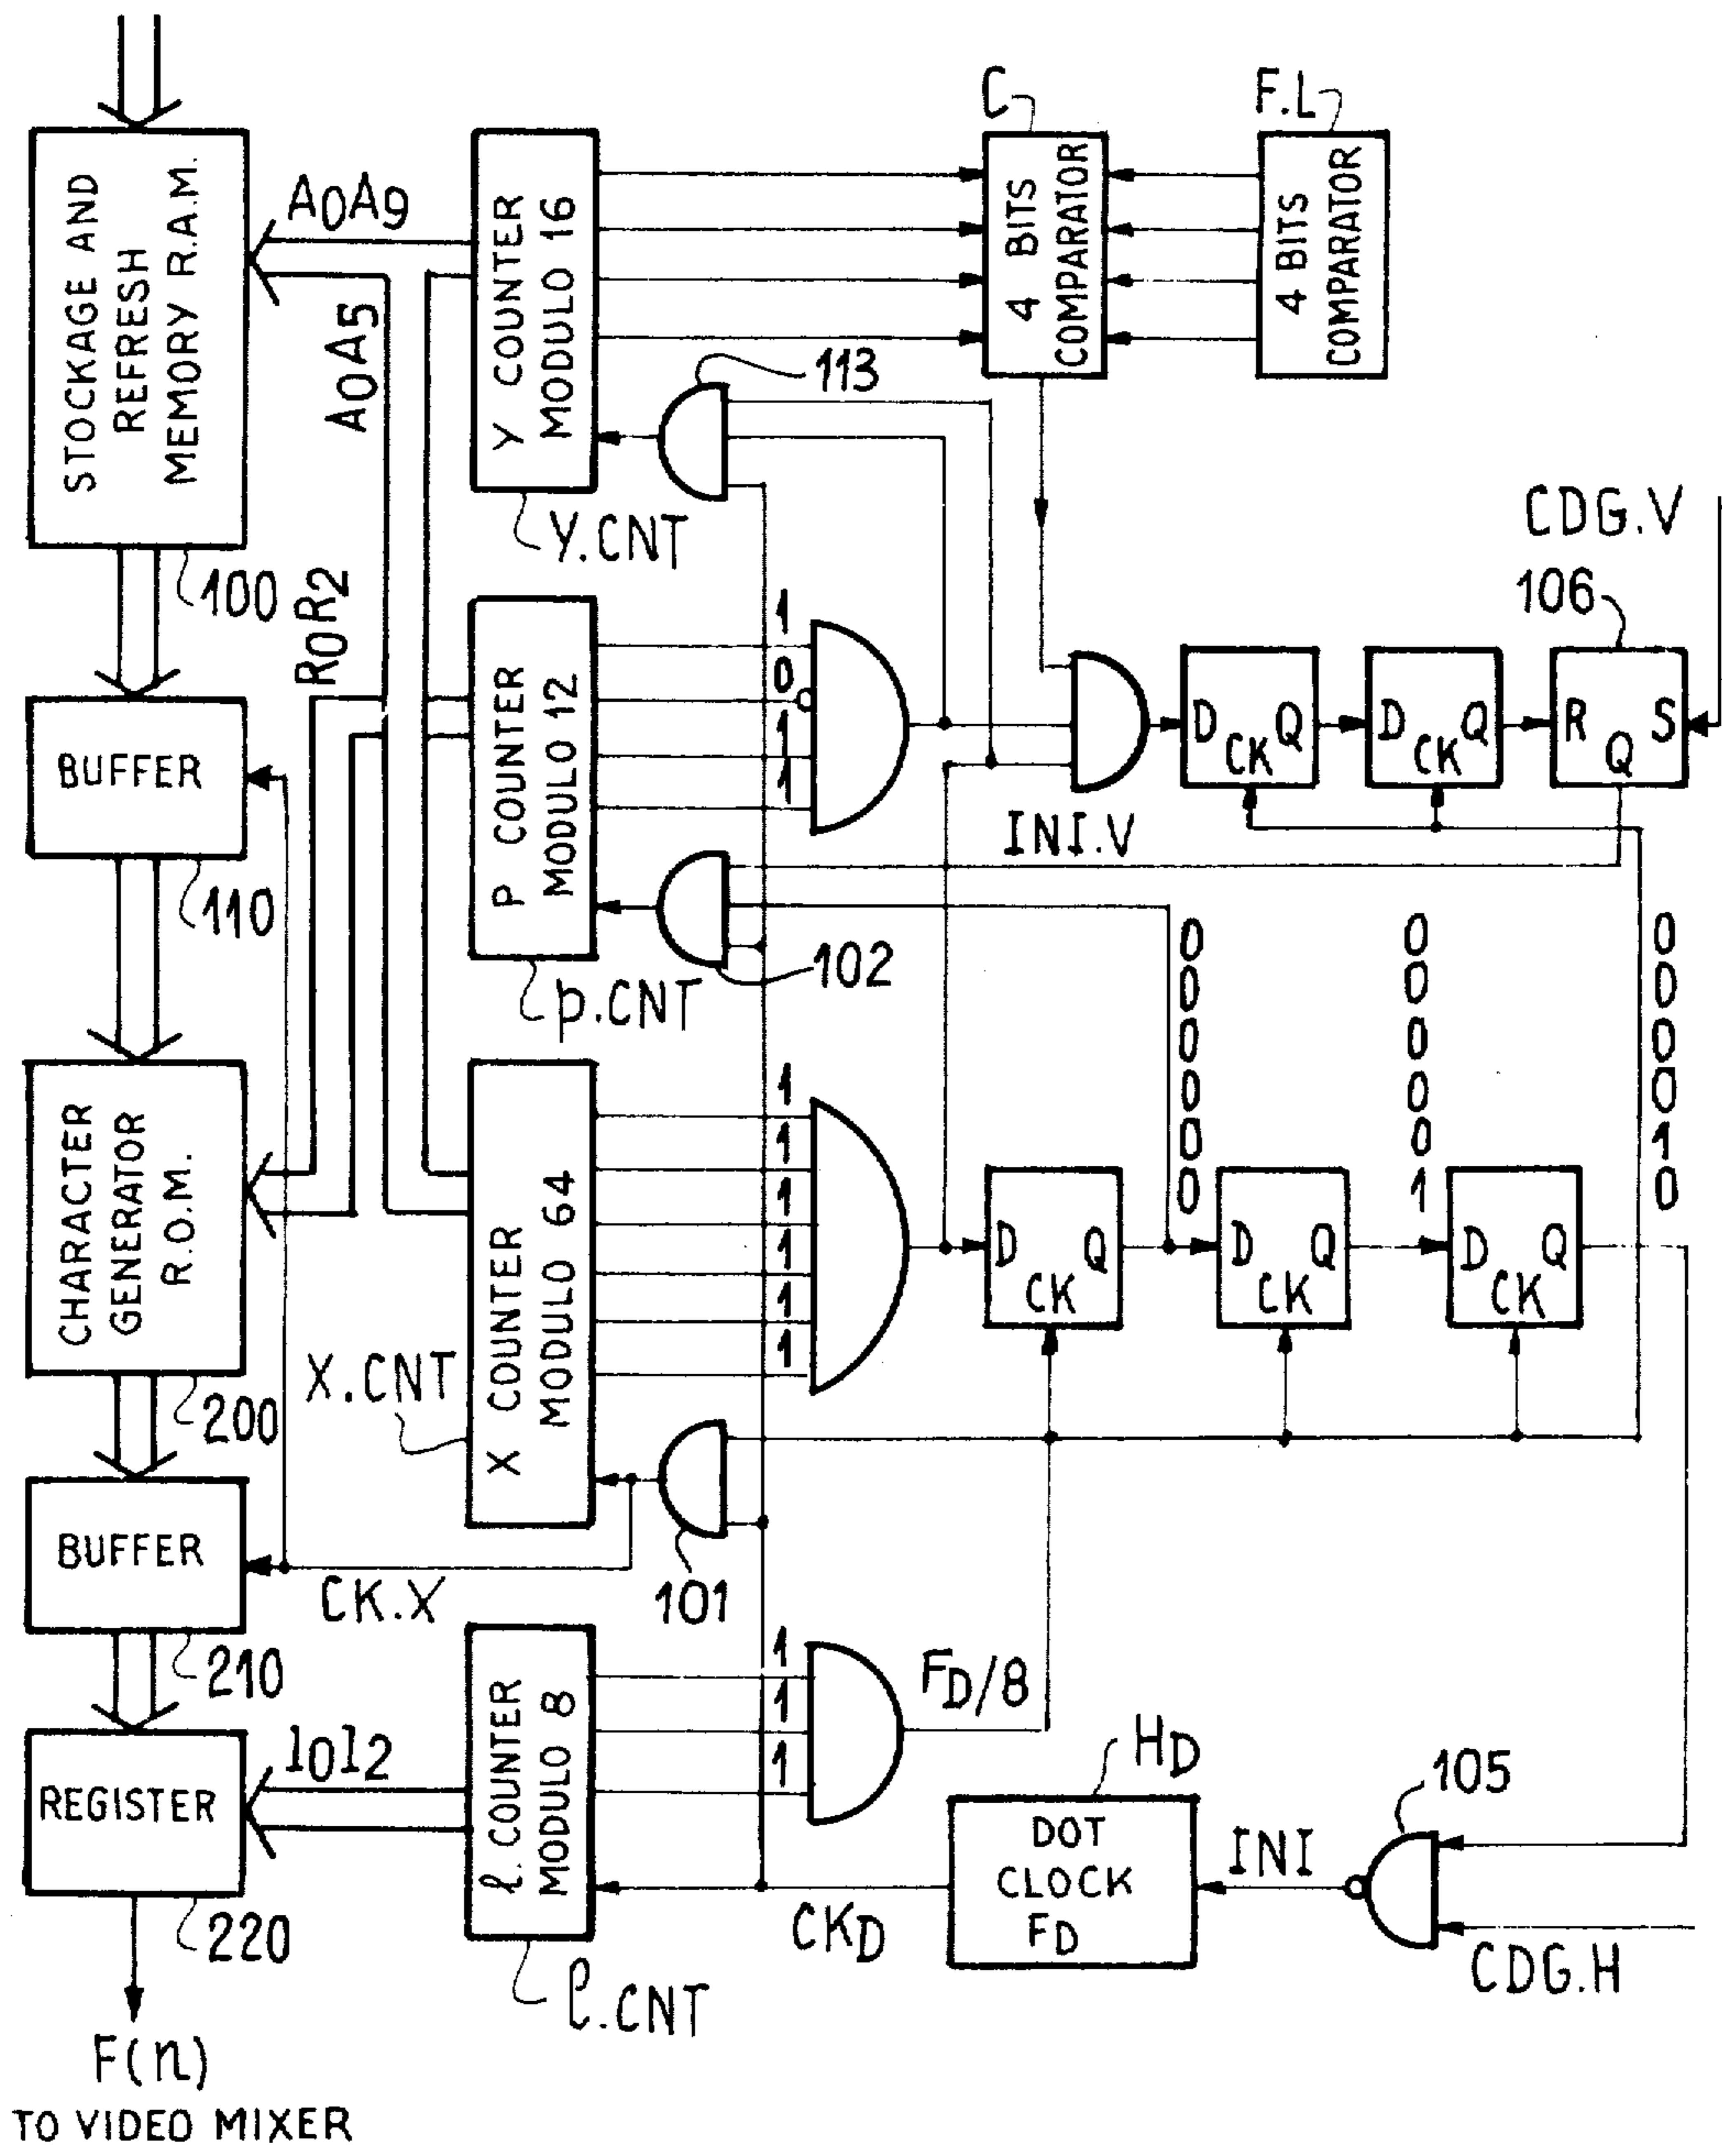 C
F.L
STOCKAGE AND
REFRESH
MEMORY R.A.M.
A0A9
A0A5
Y COUNTER
MODULO 16
4 BITS
COMPARATOR
4 BITS
COMPARATOR
113
Y.CNT
CDG.V
100
R0R2
106
P COUNTER
MODULO 12
1
0
1
1
D
CK
Q
D
CK
Q
R
Q
S
BUFFER
INI.V
110
102
p.CNT
0
0
0
0
0
0
0
0
0
0
0
1
0
0
0
0
1
0
CHARACTER
GENERATOR
R.O.M.
X COUNTER
MODULO 64
1
1
1
1
1
1
D
CK
Q
D
CK
Q
D
CK
Q
X.CNT
200
BUFFER
CK.X
101
210
ℓ. COUNTER
MODULO 8
1
1
1
FD/8
l0l2
REGISTER
HD
105
DOT
CLOCK
FD
INI
220
CKD
CDG.H
ℓ.CNT
F(n)
TO VIDEO MIXER